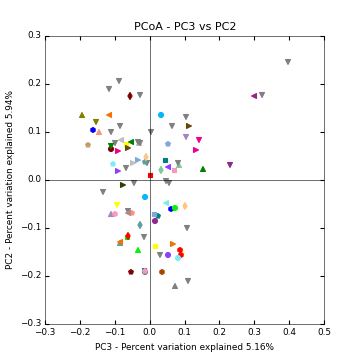 PCoA - PC3 vs PC2
0.3
0.2
0.1
0.0
−0.1
−0.2
−0.3
PC2 - Percent variation explained 5.94%
−0.3 −0.2 −0.1 0.0 0.1 0.2 0.3 0.4 0.5
PC3 - Percent variation explained 5.16%